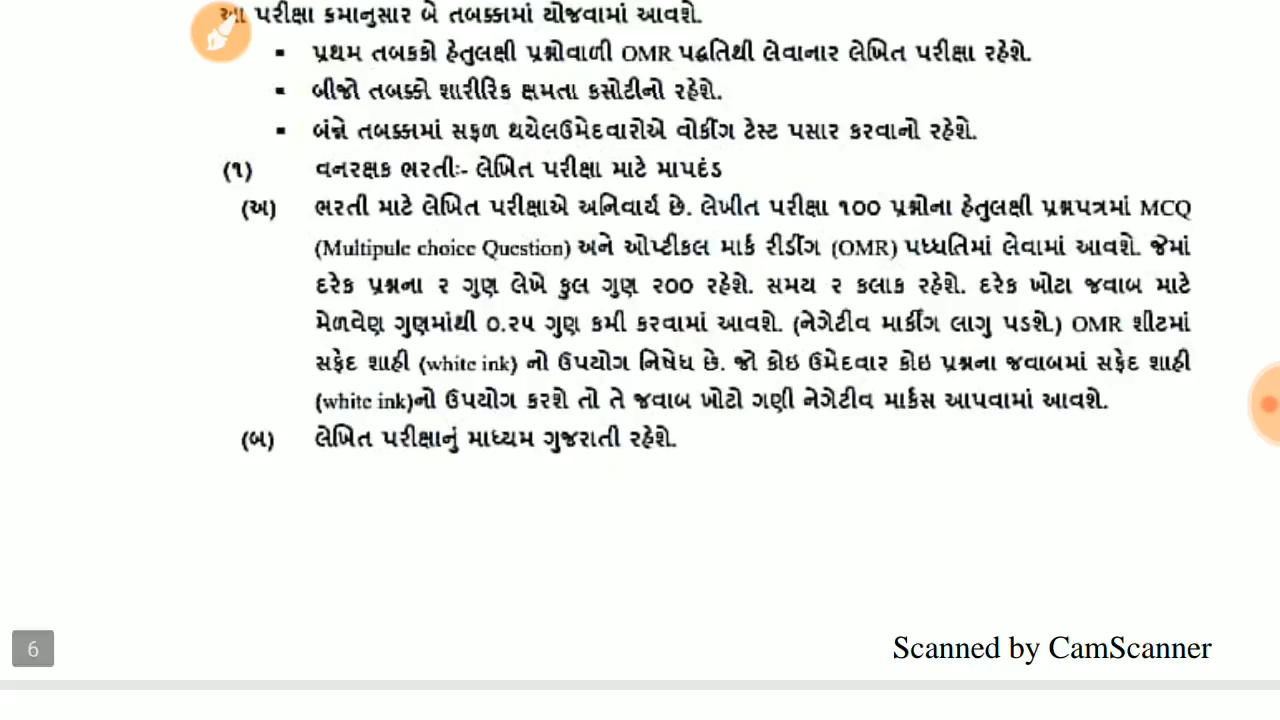 આ પરીક્ષા ક્રમાનુસાર બે તબક્કામાં યોજવામાં આવશે.
▪ પ્રથમ તબકકો હેતુલક્ષી પ્રશ્નોવાળી OMR પદ્ધતિથી લેવાનાર લેખિત પરીક્ષા રહેશે.
▪ બીજો તબક્કો શારીરિક ક્ષમતા કસોટીનો રહેશે.
▪ બંન્ને તબક્કામાં સફળ થયેલઉમેદવારોએ વોર્કીંગ ટેસ્ટ પસાર કરવાનો રહેશે.
(૧) વનરક્ષક ભરતીઃ- લેખિત પરીક્ષા માટે માપદંડ
(અ) ભરતી માટે લેખિત પરીક્ષાએ અનિવાર્ય છે. લેખીત પરીક્ષા ૧૦૦ પ્રશ્નોના હેતુલક્ષી પ્રશ્નપત્રમાં MCQ
(Multipule choice Question) અને ઓપ્ટીકલ માર્ક રીડીંગ (OMR) પધ્ધતિમાં લેવામાં આવશે. જેમાં
દરેક પ્રશ્નના ૨ ગુણ લેખે કુલ ગુણ ૨૦૦ રહેશે. સમય ૨ કલાક રહેશે. દરેક ખોટા જવાબ માટે
મેળવેણ ગુણમાંથી ૦.૨૫ ગુણ કમી કરવામાં આવશે. (નેગેટીવ માર્કીંગ લાગુ પડશે.) OMR શીટમાં
સફેદ શાહી (white ink) નો ઉપયોગ નિષેધ છે. જો કોઇ ઉમેદવાર કોઇ પ્રશ્નના જવાબમાં સફેદ શાહી
(white ink)નો ઉપયોગ કરશે તો તે જવાબ ખોટો ગણી નેગેટીવ માર્કસ આપવામાં આવશે.
(બ) લેખિત પરીક્ષાનું માધ્યમ ગુજરાતી રહેશે.
6
Scanned by CamScanner